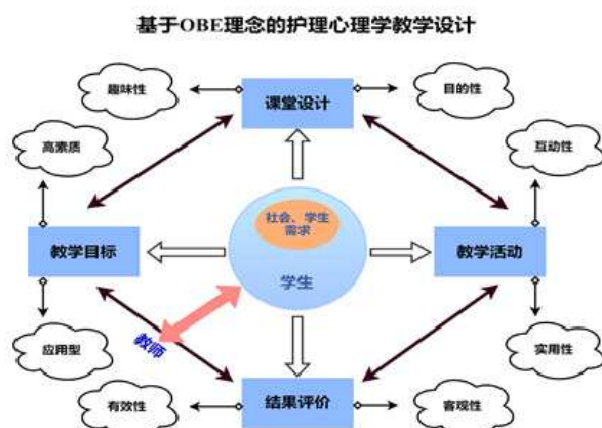 基于OBE理念的护理心理学教学设计
趣味性
课堂设计
目的性
高素质
互动性
社会、学生
需求
教学目标
学生
教学活动
教师
应用型
实用性
有效性
结果评价
客观性